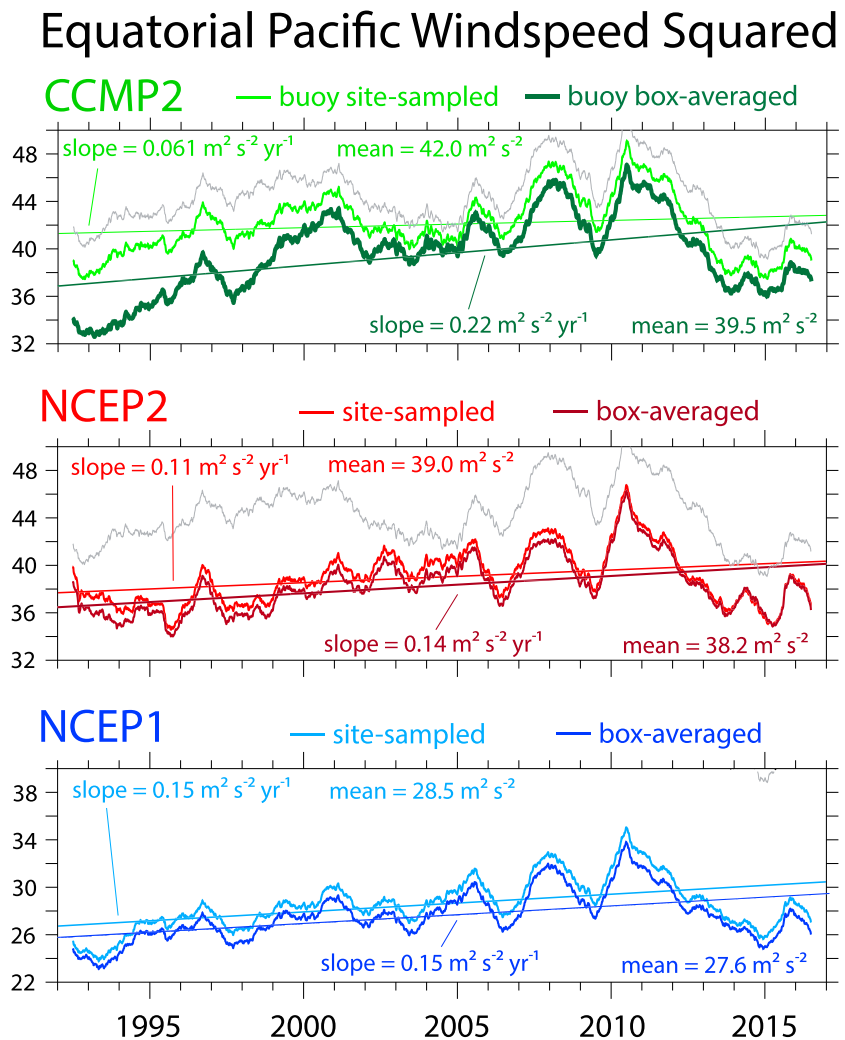 Equatorial Pacific Windspeed Squared
CCMP2 buoy site-sampled buoy box-averaged
slope = 0.061 m² s⁻² yr⁻¹ mean = 42.0 m² s⁻²
48
44
40
36
32
slope = 0.22 m² s⁻² yr⁻¹ mean = 39.5 m² s⁻²
NCEP2 site-sampled box-averaged
slope = 0.11 m² s⁻² yr⁻¹ mean = 39.0 m² s⁻²
48
44
40
36
32
slope = 0.14 m² s⁻² yr⁻¹ mean = 38.2 m² s⁻²
NCEP1 site-sampled box-averaged
slope = 0.15 m² s⁻² yr⁻¹ mean = 28.5 m² s⁻²
38
34
30
26
22
slope = 0.15 m² s⁻² yr⁻¹ mean = 27.6 m² s⁻²
1995 2000 2005 2010 2015